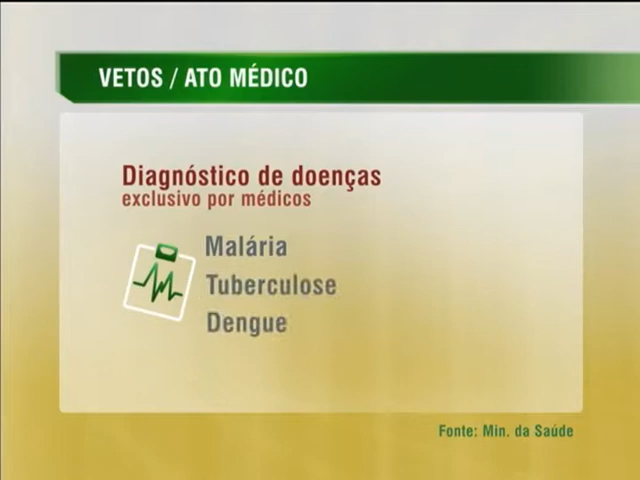 VETOS / ATO MÉDICO
Diagnóstico de doenças
exclusivo por médicos
Malária
Tuberculose
Dengue
Fonte: Min. da Saúde